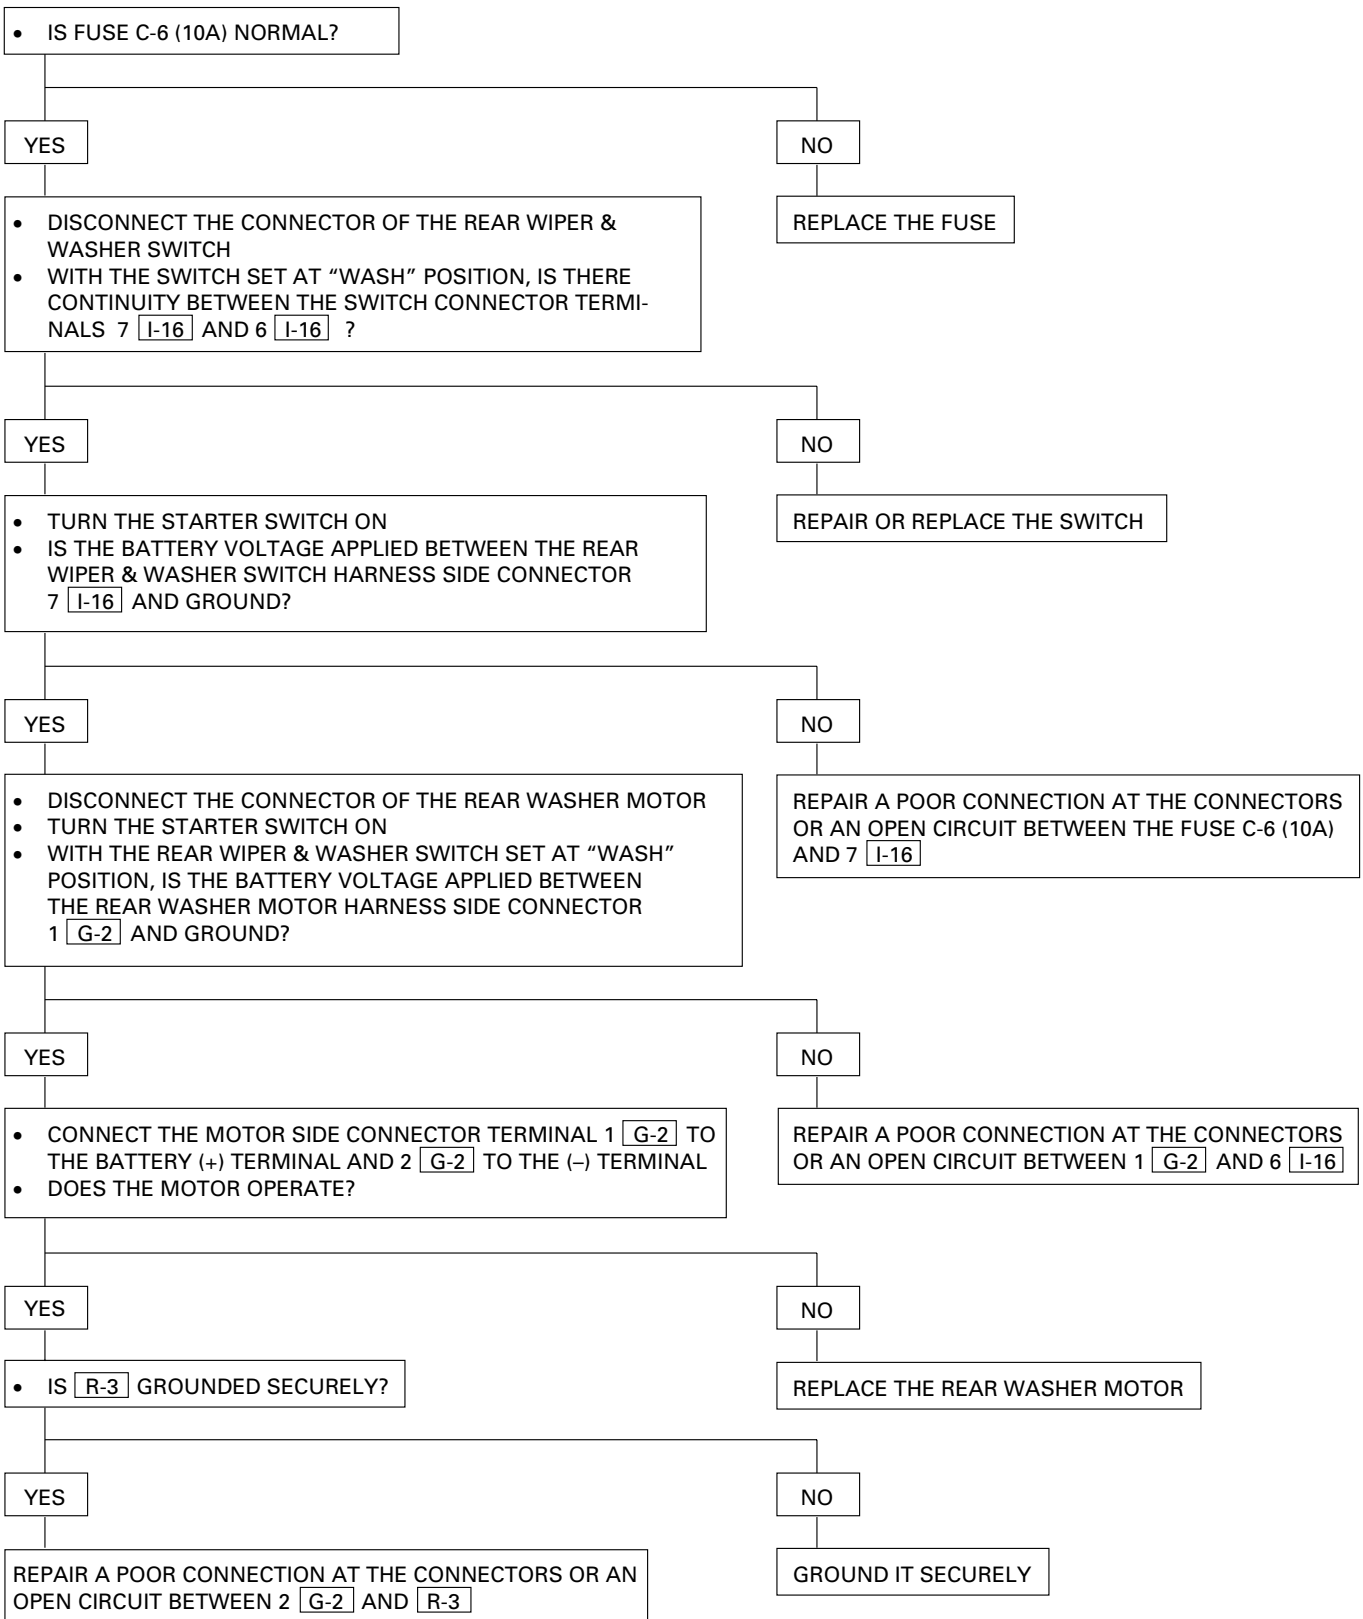 • IS FUSE C-6 (10A) NORMAL?
YES
NO
• DISCONNECT THE CONNECTOR OF THE REAR WIPER &
WASHER SWITCH
• WITH THE SWITCH SET AT “WASH” POSITION, IS THERE
CONTINUITY BETWEEN THE SWITCH CONNECTOR TERMI-
NALS 7 I-16 AND 6 I-16 ?
REPLACE THE FUSE
YES
NO
• TURN THE STARTER SWITCH ON
• IS THE BATTERY VOLTAGE APPLIED BETWEEN THE REAR
WIPER & WASHER SWITCH HARNESS SIDE CONNECTOR
7 I-16 AND GROUND?
REPAIR OR REPLACE THE SWITCH
YES
NO
• DISCONNECT THE CONNECTOR OF THE REAR WASHER MOTOR
• TURN THE STARTER SWITCH ON
• WITH THE REAR WIPER & WASHER SWITCH SET AT “WASH”
POSITION, IS THE BATTERY VOLTAGE APPLIED BETWEEN
THE REAR WASHER MOTOR HARNESS SIDE CONNECTOR
1 G-2 AND GROUND?
REPAIR A POOR CONNECTION AT THE CONNECTORS
OR AN OPEN CIRCUIT BETWEEN THE FUSE C-6 (10A)
AND 7 I-16
YES
NO
• CONNECT THE MOTOR SIDE CONNECTOR TERMINAL 1 G-2 TO
THE BATTERY (+) TERMINAL AND 2 G-2 TO THE (–) TERMINAL
• DOES THE MOTOR OPERATE?
REPAIR A POOR CONNECTION AT THE CONNECTORS
OR AN OPEN CIRCUIT BETWEEN 1 G-2 AND 6 I-16
YES
NO
• IS R-3 GROUNDED SECURELY?
REPLACE THE REAR WASHER MOTOR
YES
NO
REPAIR A POOR CONNECTION AT THE CONNECTORS OR AN
OPEN CIRCUIT BETWEEN 2 G-2 AND R-3
GROUND IT SECURELY